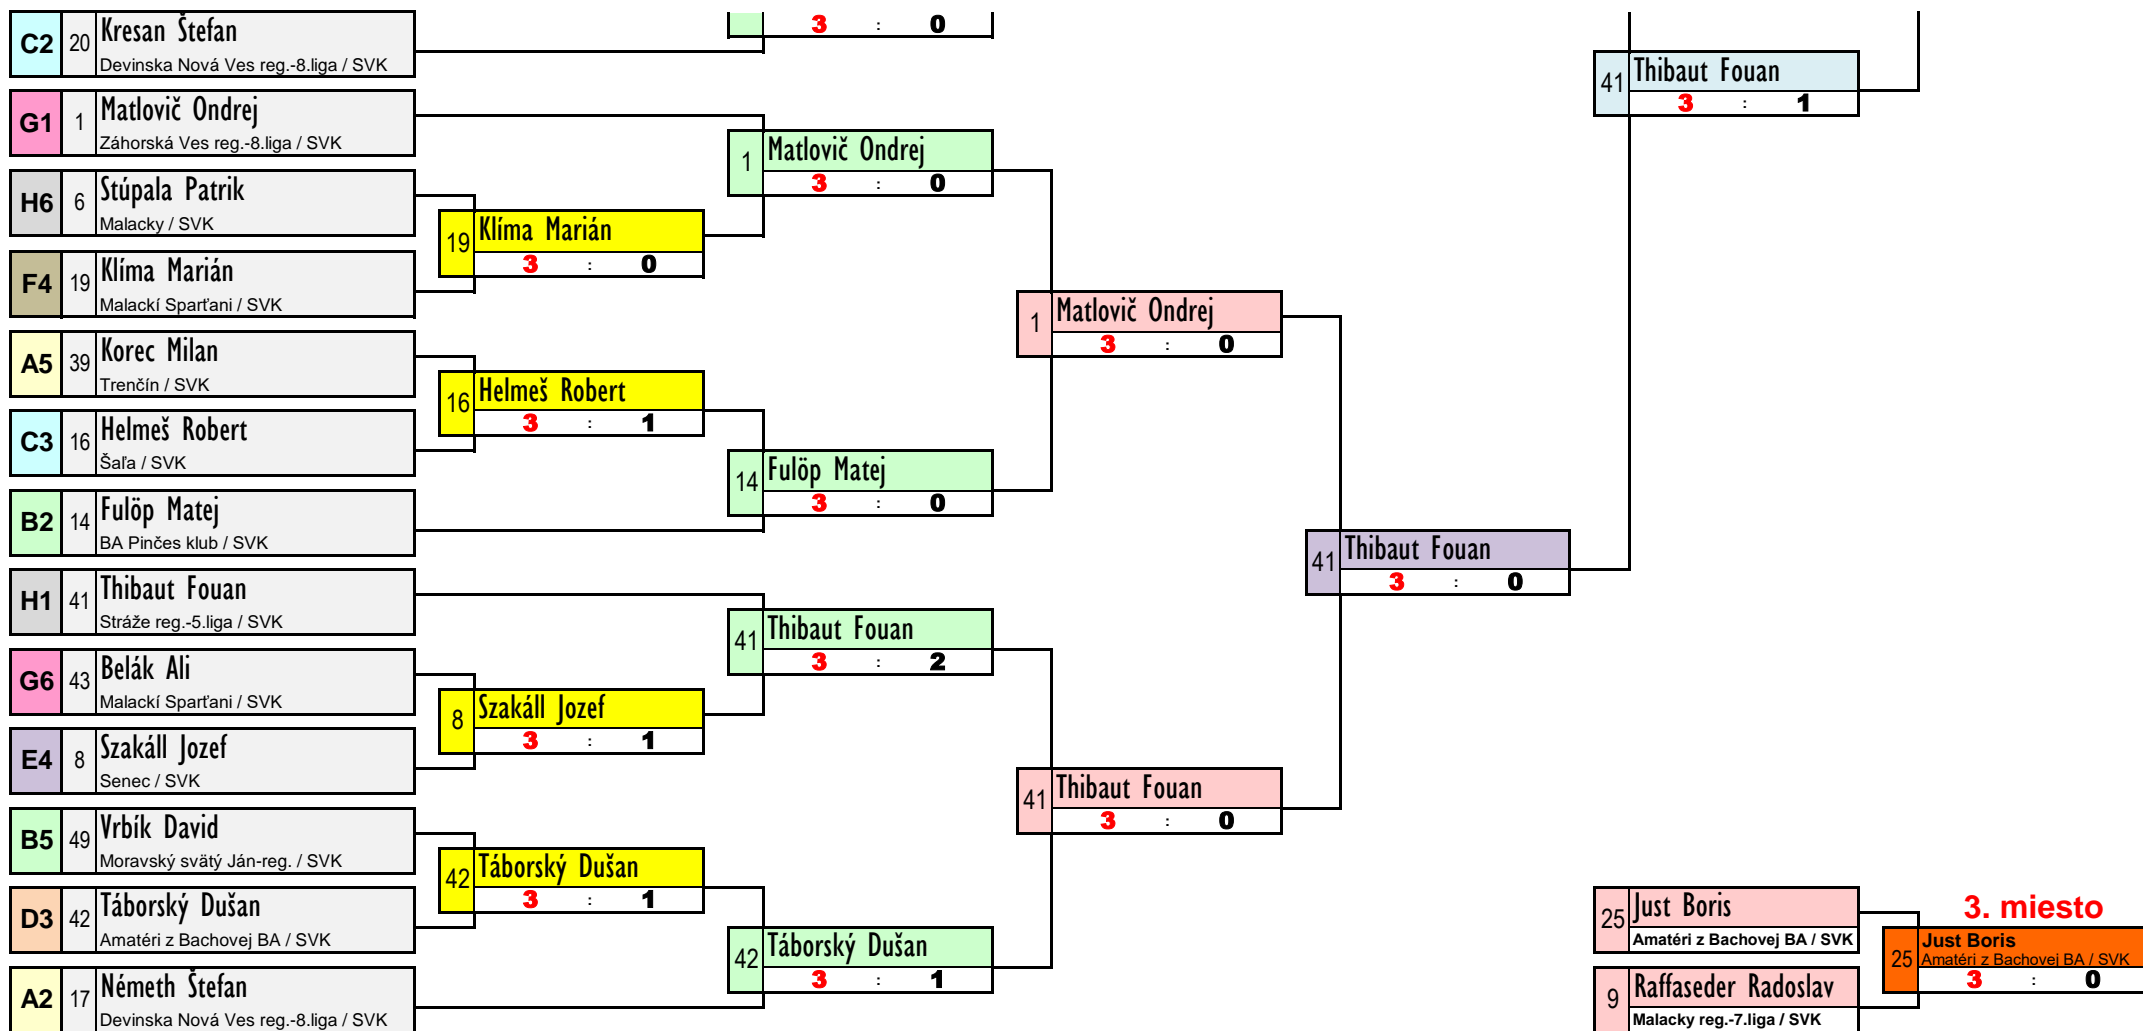 C2 20 Kresan Štefan
Devinska Nová Ves reg.-8.liga / SVK
G1 1 Matlovič Ondrej
Záhorská Ves reg.-8.liga / SVK
H6 6 Stúpala Patrik
Malacky / SVK
F4 19 Klíma Marián
Malackí Sparťani / SVK
A5 39 Korec Milan
Trenčín / SVK
C3 16 Helmeš Robert
Šaľa / SVK
B2 14 Fulöp Matej
BA Pinčes klub / SVK
H1 41 Thibaut Fouan
Stráže reg.-5.liga / SVK
G6 43 Belák Ali
Malackí Sparťani / SVK
E4 8 Szakáll Jozef
Senec / SVK
B5 49 Vrbík David
Moravský svätý Ján-reg. / SVK
D3 42 Táborský Dušan
Amatéri z Bachovej BA / SVK
A2 17 Németh Štefan
Devinska Nová Ves reg.-8.liga / SVK
19 Klíma Marián
3 : 0
16 Helmeš Robert
3 : 1
8 Szakáll Jozef
3 : 1
42 Táborský Dušan
3 : 1
3 : 0
1 Matlovič Ondrej
3 : 0
14 Fulöp Matej
3 : 0
41 Thibaut Fouan
3 : 2
42 Táborský Dušan
3 : 1
1 Matlovič Ondrej
3 : 0
41 Thibaut Fouan
3 : 0
41 Thibaut Fouan
3 : 0
41 Thibaut Fouan
3 : 1
25 Just Boris
Amatéri z Bachovej BA / SVK
9 Raffaseder Radoslav
Malacky reg.-7.liga / SVK
3. miesto
25 Just Boris
Amatéri z Bachovej BA / SVK
3 : 0